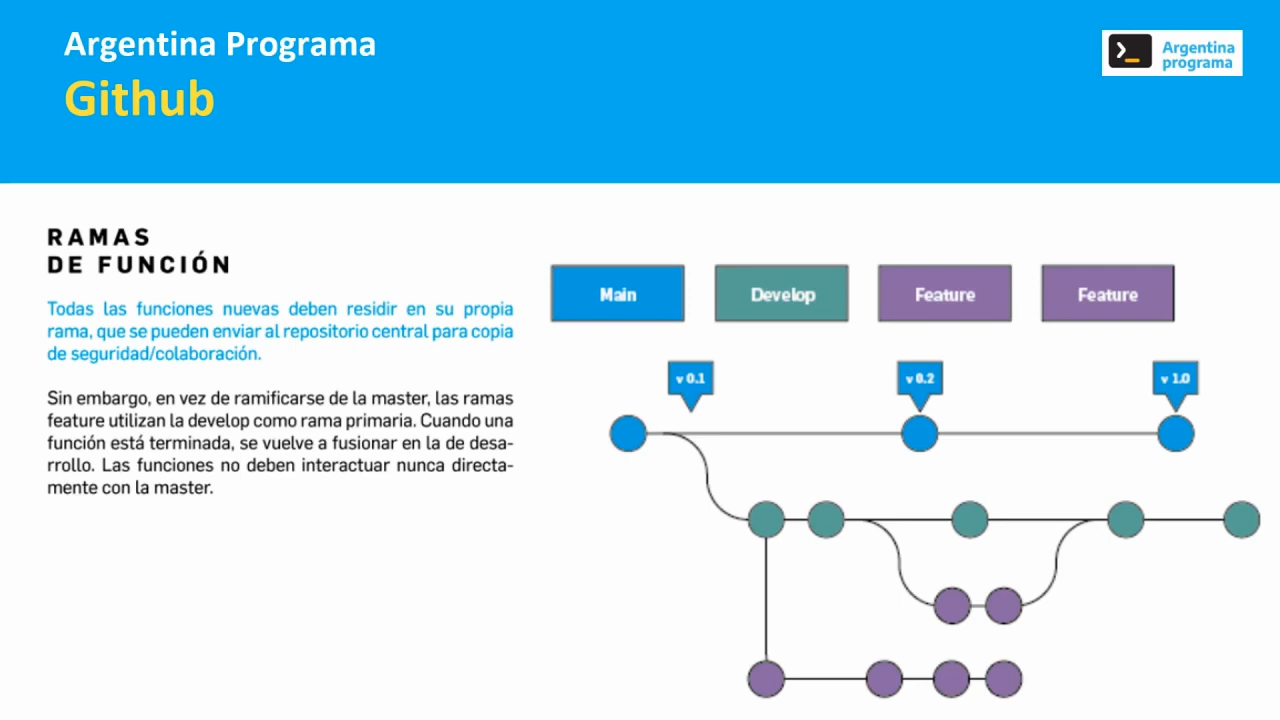 Argentina Programa
Github
Argentina
programa
RAMAS
DE FUNCIÓN
Todas las funciones nuevas deben residir en su propia
rama, que se pueden enviar al repositorio central para copia
de seguridad/colaboración.
Sin embargo, en vez de ramificarse de la master, las ramas
feature utilizan la develop como rama primaria. Cuando una
función está terminada, se vuelve a fusionar en la de desa-
rrollo. Las funciones no deben interactuar nunca directa-
mente con la master.
Main
Develop
Feature
Feature
v 0.1
v 0.2
v 1.0